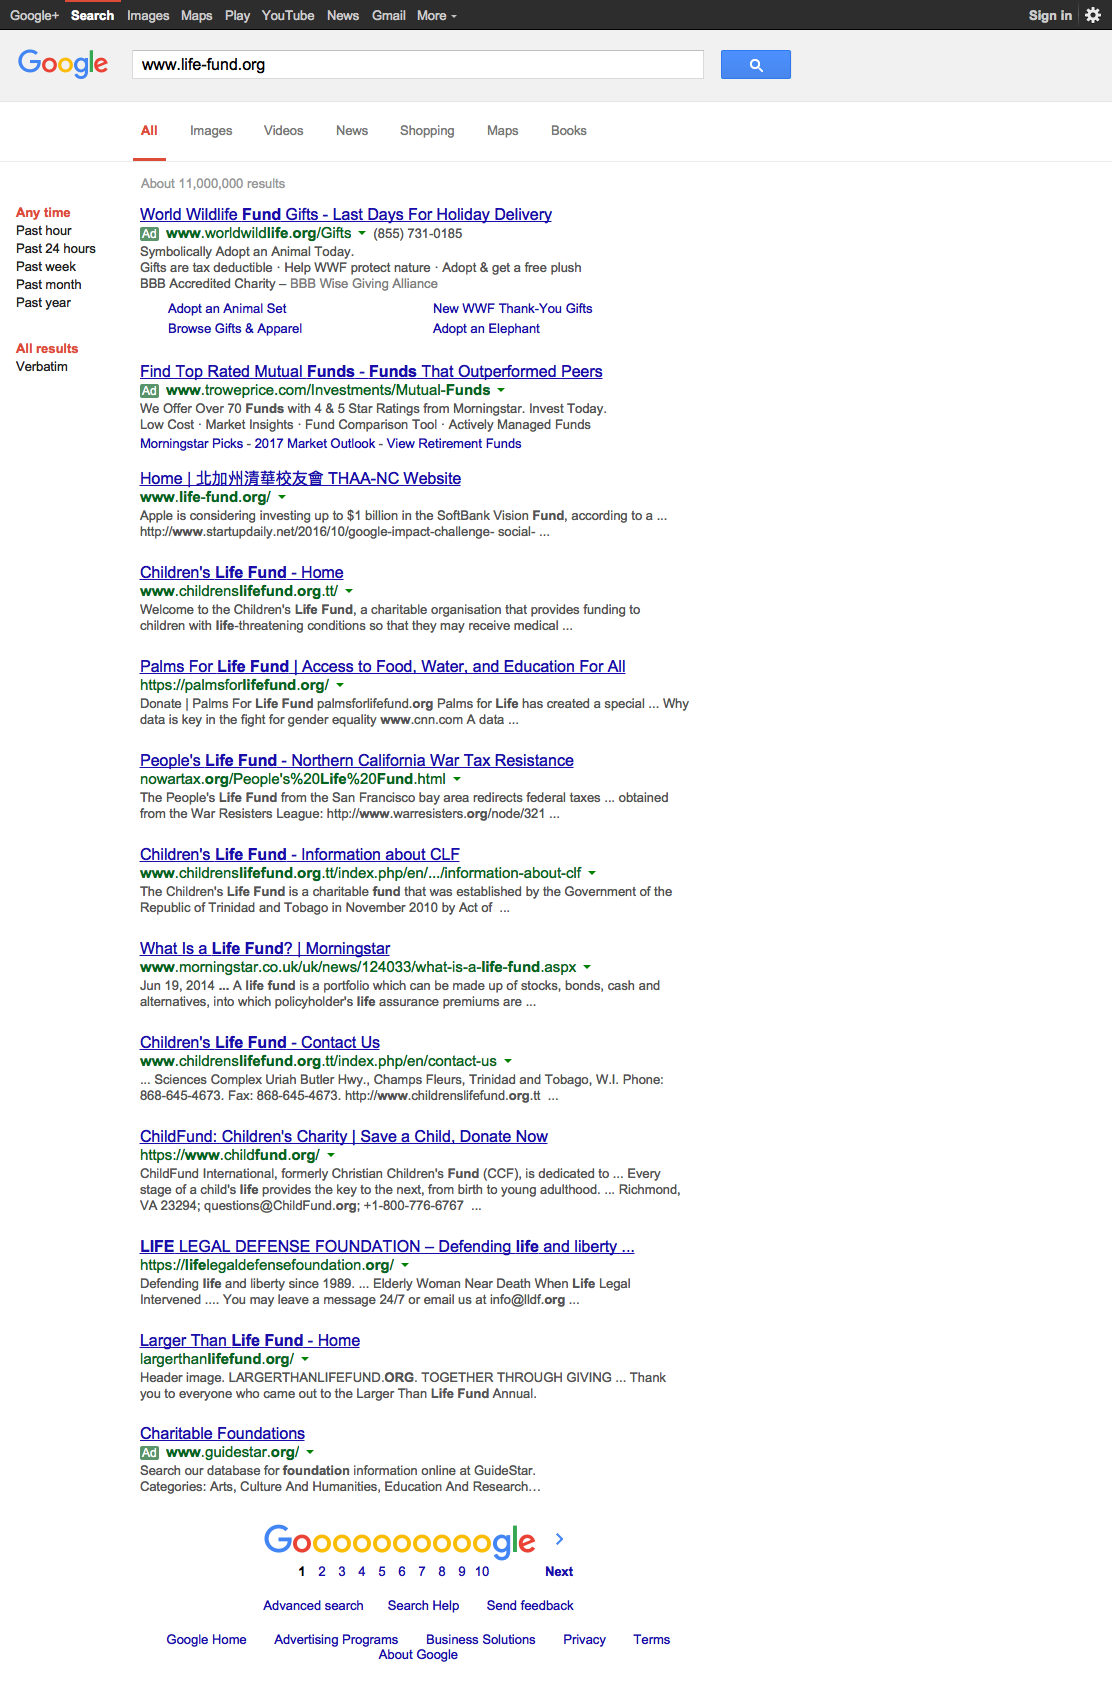 Google+ Search Images Maps Play YouTube News Gmail More Sign in
Google www.life-fund.org
All Images Videos News Shopping Maps Books
About 11,000,000 results
Any time
Past hour
Past 24 hours
Past week
Past month
Past year
All results
Verbatim
World Wildlife Fund Gifts - Last Days For Holiday Delivery
Ad www.worldwildlife.org/Gifts (855) 731-0185
Symbolically Adopt an Animal Today.
Gifts are tax deductible · Help WWF protect nature · Adopt & get a free plush
BBB Accredited Charity – BBB Wise Giving Alliance
Adopt an Animal Set New WWF Thank-You Gifts
Browse Gifts & Apparel Adopt an Elephant
Find Top Rated Mutual Funds - Funds That Outperformed Peers
Ad www.troweprice.com/Investments/Mutual-Funds
We Offer Over 70 Funds with 4 & 5 Star Ratings from Morningstar. Invest Today.
Low Cost · Market Insights · Fund Comparison Tool · Actively Managed Funds
Morningstar Picks - 2017 Market Outlook - View Retirement Funds
Home | 北加州清華校友會 THAA-NC Website
www.life-fund.org/
Apple is considering investing up to $1 billion in the SoftBank Vision Fund, according to a ...
http://www.startupdaily.net/2016/10/google-impact-challenge- social- ...
Children's Life Fund - Home
www.childrenslifefund.org.tt/
Welcome to the Children's Life Fund, a charitable organisation that provides funding to
children with life-threatening conditions so that they may receive medical ...
Palms For Life Fund | Access to Food, Water, and Education For All
https://palmsforlifefund.org/
Donate | Palms For Life Fund palmsforlifefund.org Palms for Life has created a special ... Why
data is key in the fight for gender equality www.cnn.com A data ...
People's Life Fund - Northern California War Tax Resistance
nowartax.org/People's%20Life%20Fund.html
The People's Life Fund from the San Francisco bay area redirects federal taxes ... obtained
from the War Resisters League: http://www.warresisters.org/node/321 ...
Children's Life Fund - Information about CLF
www.childrenslifefund.org.tt/index.php/en/.../information-about-clf
The Children's Life Fund is a charitable fund that was established by the Government of the
Republic of Trinidad and Tobago in November 2010 by Act of ...
What Is a Life Fund? | Morningstar
www.morningstar.co.uk/uk/news/124033/what-is-a-life-fund.aspx
Jun 19, 2014 ... A life fund is a portfolio which can be made up of stocks, bonds, cash and
alternatives, into which policyholder's life assurance premiums are ...
Children's Life Fund - Contact Us
www.childrenslifefund.org.tt/index.php/en/contact-us
... Sciences Complex Uriah Butler Hwy., Champs Fleurs, Trinidad and Tobago, W.I. Phone:
868-645-4673. Fax: 868-645-4673. http://www.childrenslifefund.org.tt ...
ChildFund: Children's Charity | Save a Child, Donate Now
https://www.childfund.org/
ChildFund International, formerly Christian Children's Fund (CCF), is dedicated to ... Every
stage of a child's life provides the key to the next, from birth to young adulthood. ... Richmond,
VA 23294; questions@ChildFund.org; +1-800-776-6767 ...
LIFE LEGAL DEFENSE FOUNDATION – Defending life and liberty ...
https://lifelegaldefensefoundation.org/
Defending life and liberty since 1989. ... Elderly Woman Near Death When Life Legal
Intervened .... You may leave a message 24/7 or email us at info@lldf.org ...
Larger Than Life Fund - Home
largerthanlifefund.org/
Header image. LARGERTHANLIFEFUND.ORG. TOGETHER THROUGH GIVING ... Thank
you to everyone who came out to the Larger Than Life Fund Annual.
Charitable Foundations
Ad www.guidestar.org/
Search our database for foundation information online at GuideStar.
Categories: Arts, Culture And Humanities, Education And Research…
Goooooooooogle >
1 2 3 4 5 6 7 8 9 10 Next
Advanced search Search Help Send feedback
Google Home Advertising Programs Business Solutions Privacy Terms
About Google